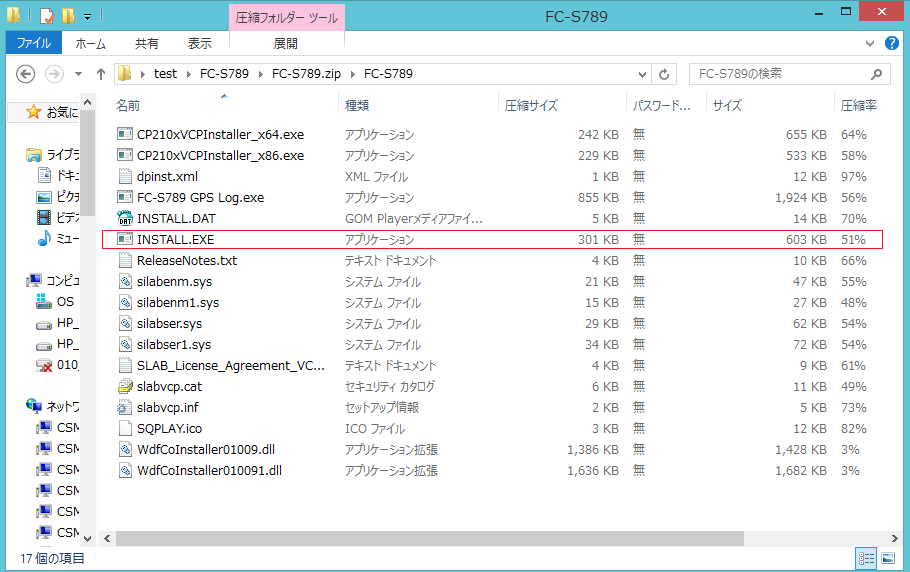 圧縮フォルダー ツール
FC-S789
ファイル ホーム 共有 表示 展開
test FC-S789 FC-S789.zip FC-S789
FC-S789の検索
お気に
ライブラ
ドキュ
ピクチ
ビデオ
ミュー
コンピュ
OS (
HP_
HP_
010_
ネットワ
CSM
CSM
CSM
CSM
CSM
CSM
名前 種類 圧縮サイズ パスワード... サイズ 圧縮率
CP210xVCPInstaller_x64.exe アプリケーション 242 KB 無 655 KB 64%
CP210xVCPInstaller_x86.exe アプリケーション 229 KB 無 533 KB 58%
dpinst.xml XML ファイル 1 KB 無 12 KB 97%
FC-S789 GPS Log.exe アプリケーション 855 KB 無 1,924 KB 56%
INSTALL.DAT GOM Playerメディアファイ... 5 KB 無 14 KB 70%
INSTALL.EXE アプリケーション 301 KB 無 603 KB 51%
ReleaseNotes.txt テキスト ドキュメント 4 KB 無 10 KB 66%
silabenm.sys システム ファイル 21 KB 無 47 KB 55%
silabenm1.sys システム ファイル 15 KB 無 27 KB 48%
silabser.sys システム ファイル 29 KB 無 62 KB 54%
silabser1.sys システム ファイル 34 KB 無 72 KB 54%
SLAB_License_Agreement_VC... テキスト ドキュメント 4 KB 無 9 KB 61%
slabvcp.cat セキュリティ カタログ 6 KB 無 11 KB 49%
slabvcp.inf セットアップ情報 2 KB 無 5 KB 73%
SQPLAY.ico ICO ファイル 3 KB 無 12 KB 82%
WdfCoInstaller01009.dll アプリケーション拡張 1,386 KB 無 1,428 KB 3%
WdfCoInstaller010091.dll アプリケーション拡張 1,636 KB 無 1,682 KB 3%
17 個の項目